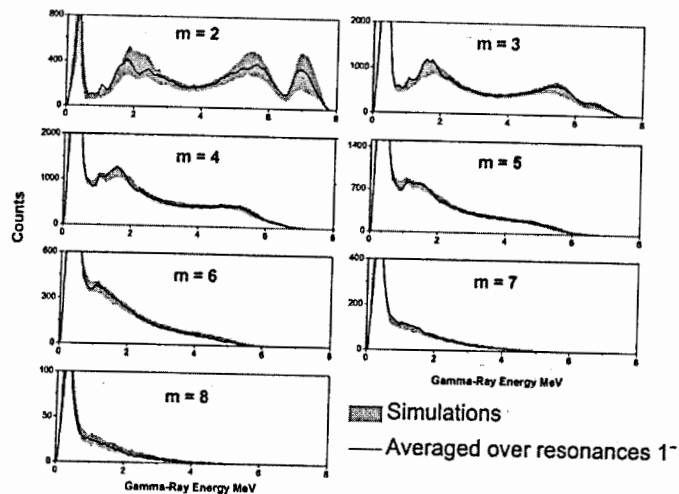 m = 2
800
400
0
0 2 4 6 8
m = 3
2000
1000
0
0 2 4 6 8
m = 4
2000
1000
0
0 2 4 6 8
m = 5
1400
700
0
0 2 4 6 8
Counts
m = 6
600
300
0
0 2 4 6 8
m = 7
400
200
0
0 2 4 6 8
Gamma-Ray Energy MeV
m = 8
100
50
0
0 2 4 6 8
Gamma-Ray Energy MeV
Simulations
Averaged over resonances 1⁻